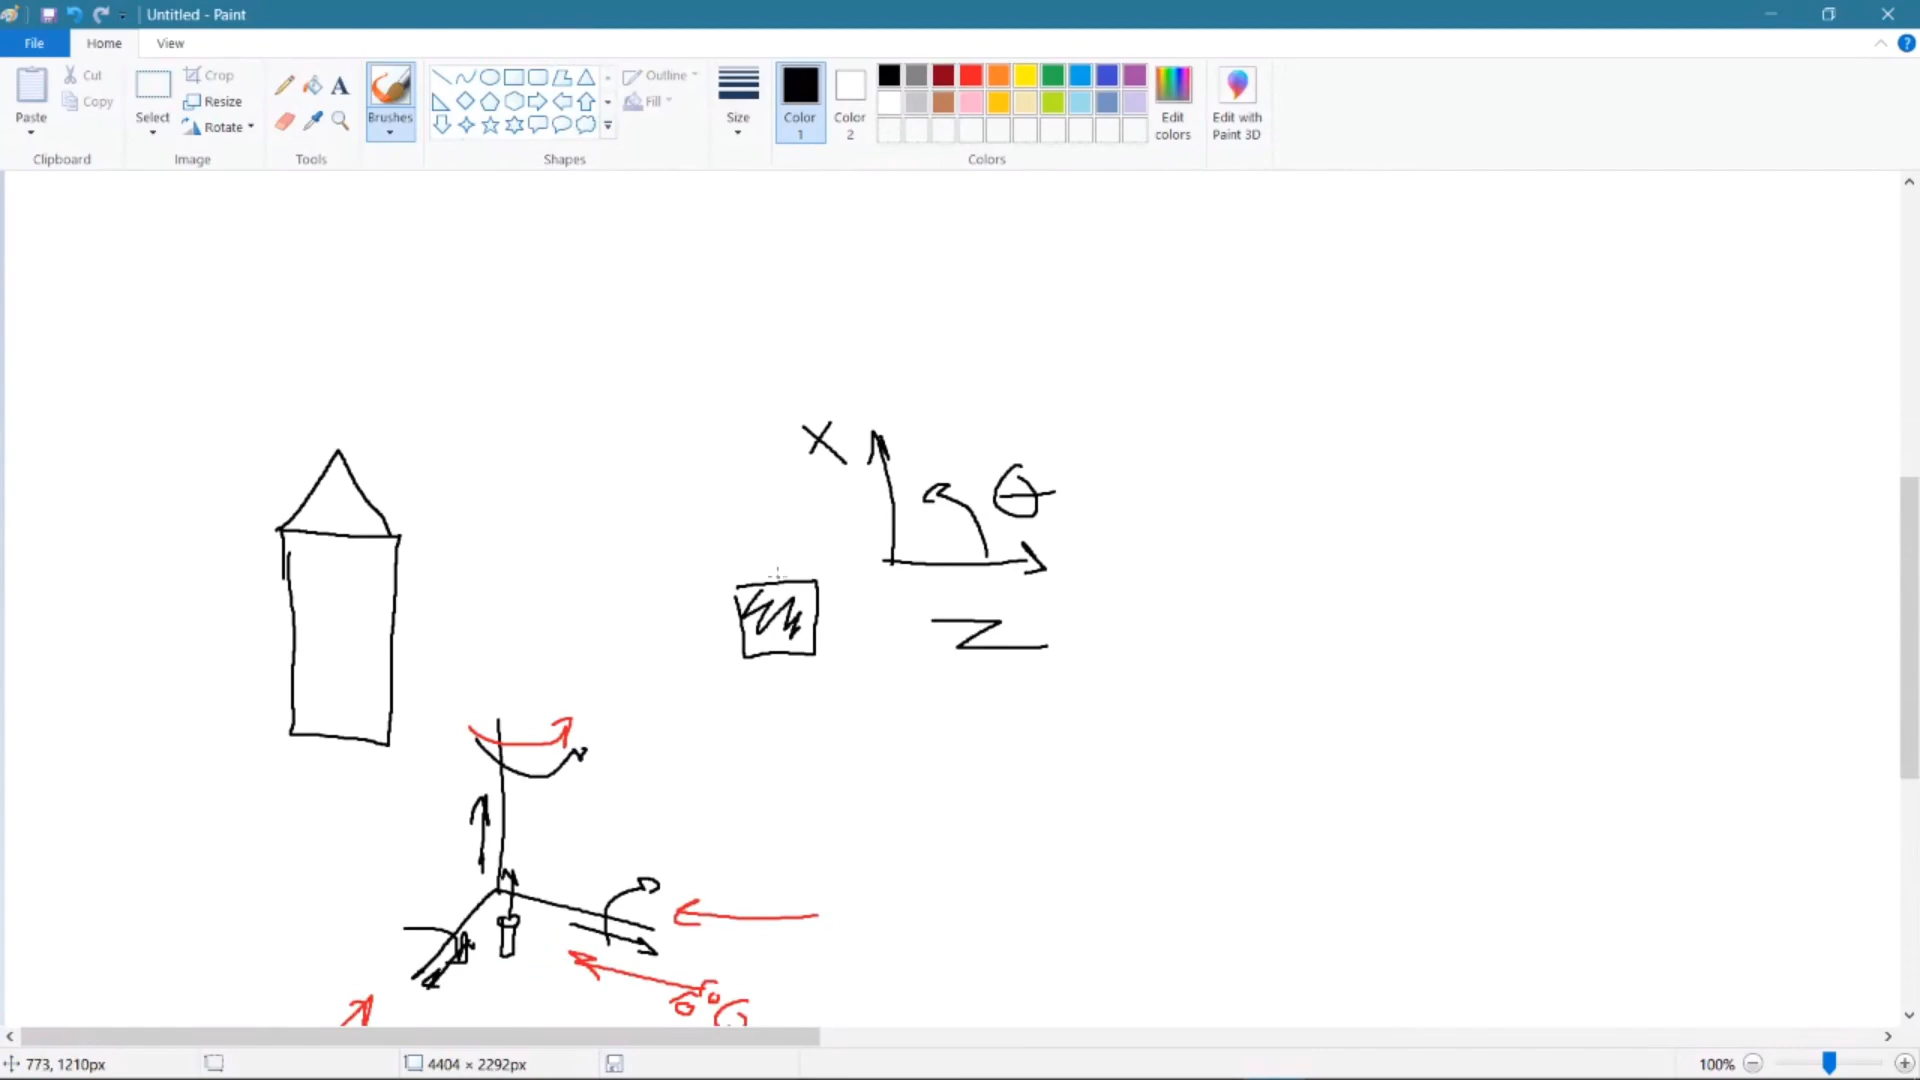 Untitled - Paint
File
Home
View
Paste
Cut
Copy
Clipboard
Select
Crop
Resize
Rotate
Image
A
Tools
Brushes
Outline
Fill
Shapes
Size
Color 1
Color 2
Edit colors
Colors
Edit with Paint 3D
X
θ
Z
773, 1210px
4404 × 2292px
100%